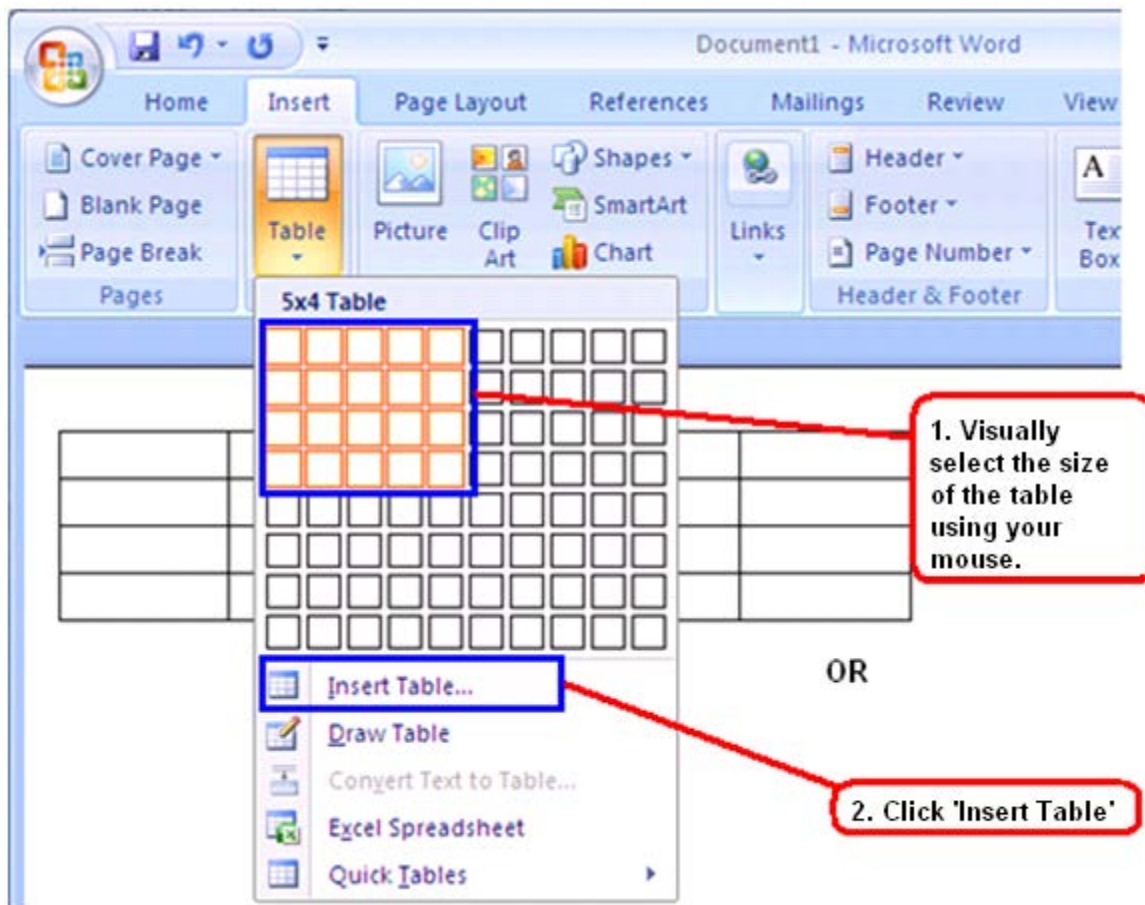 Document1 - Microsoft Word
Home Insert Page Layout References Mailings Review View
Cover Page
Blank Page
Page Break
Pages
Table
Picture
Clip
Art
Shapes
SmartArt
Chart
Links
Header
Footer
Page Number
Header & Footer
A
Tex
Box
5x4 Table
1. Visually
select the size
of the table
using your
mouse.
OR
Insert Table...
Draw Table
Convert Text to Table...
Excel Spreadsheet
Quick Tables
2. Click 'Insert Table'